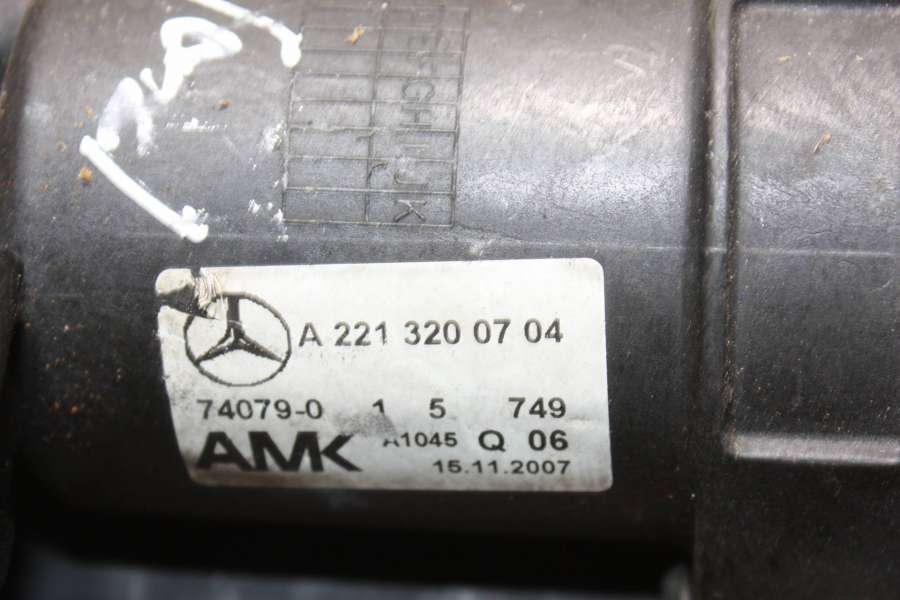 A 221 320 07 04
74079-0 1 5 749
AMK A1045 Q 06
15.11.2007